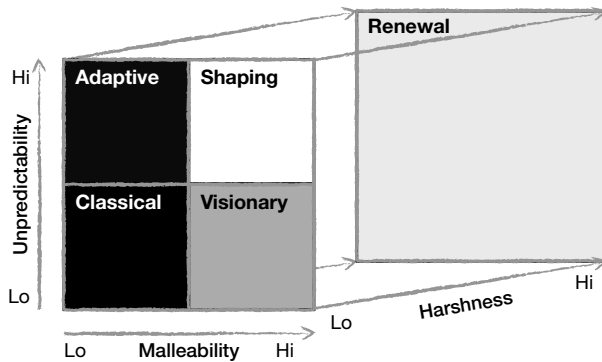 Renewal
Hi
Adaptive
Shaping
Unpredictability
Classical
Visionary
Lo
Hi
Harshness
Lo
Lo
Malleability
Hi